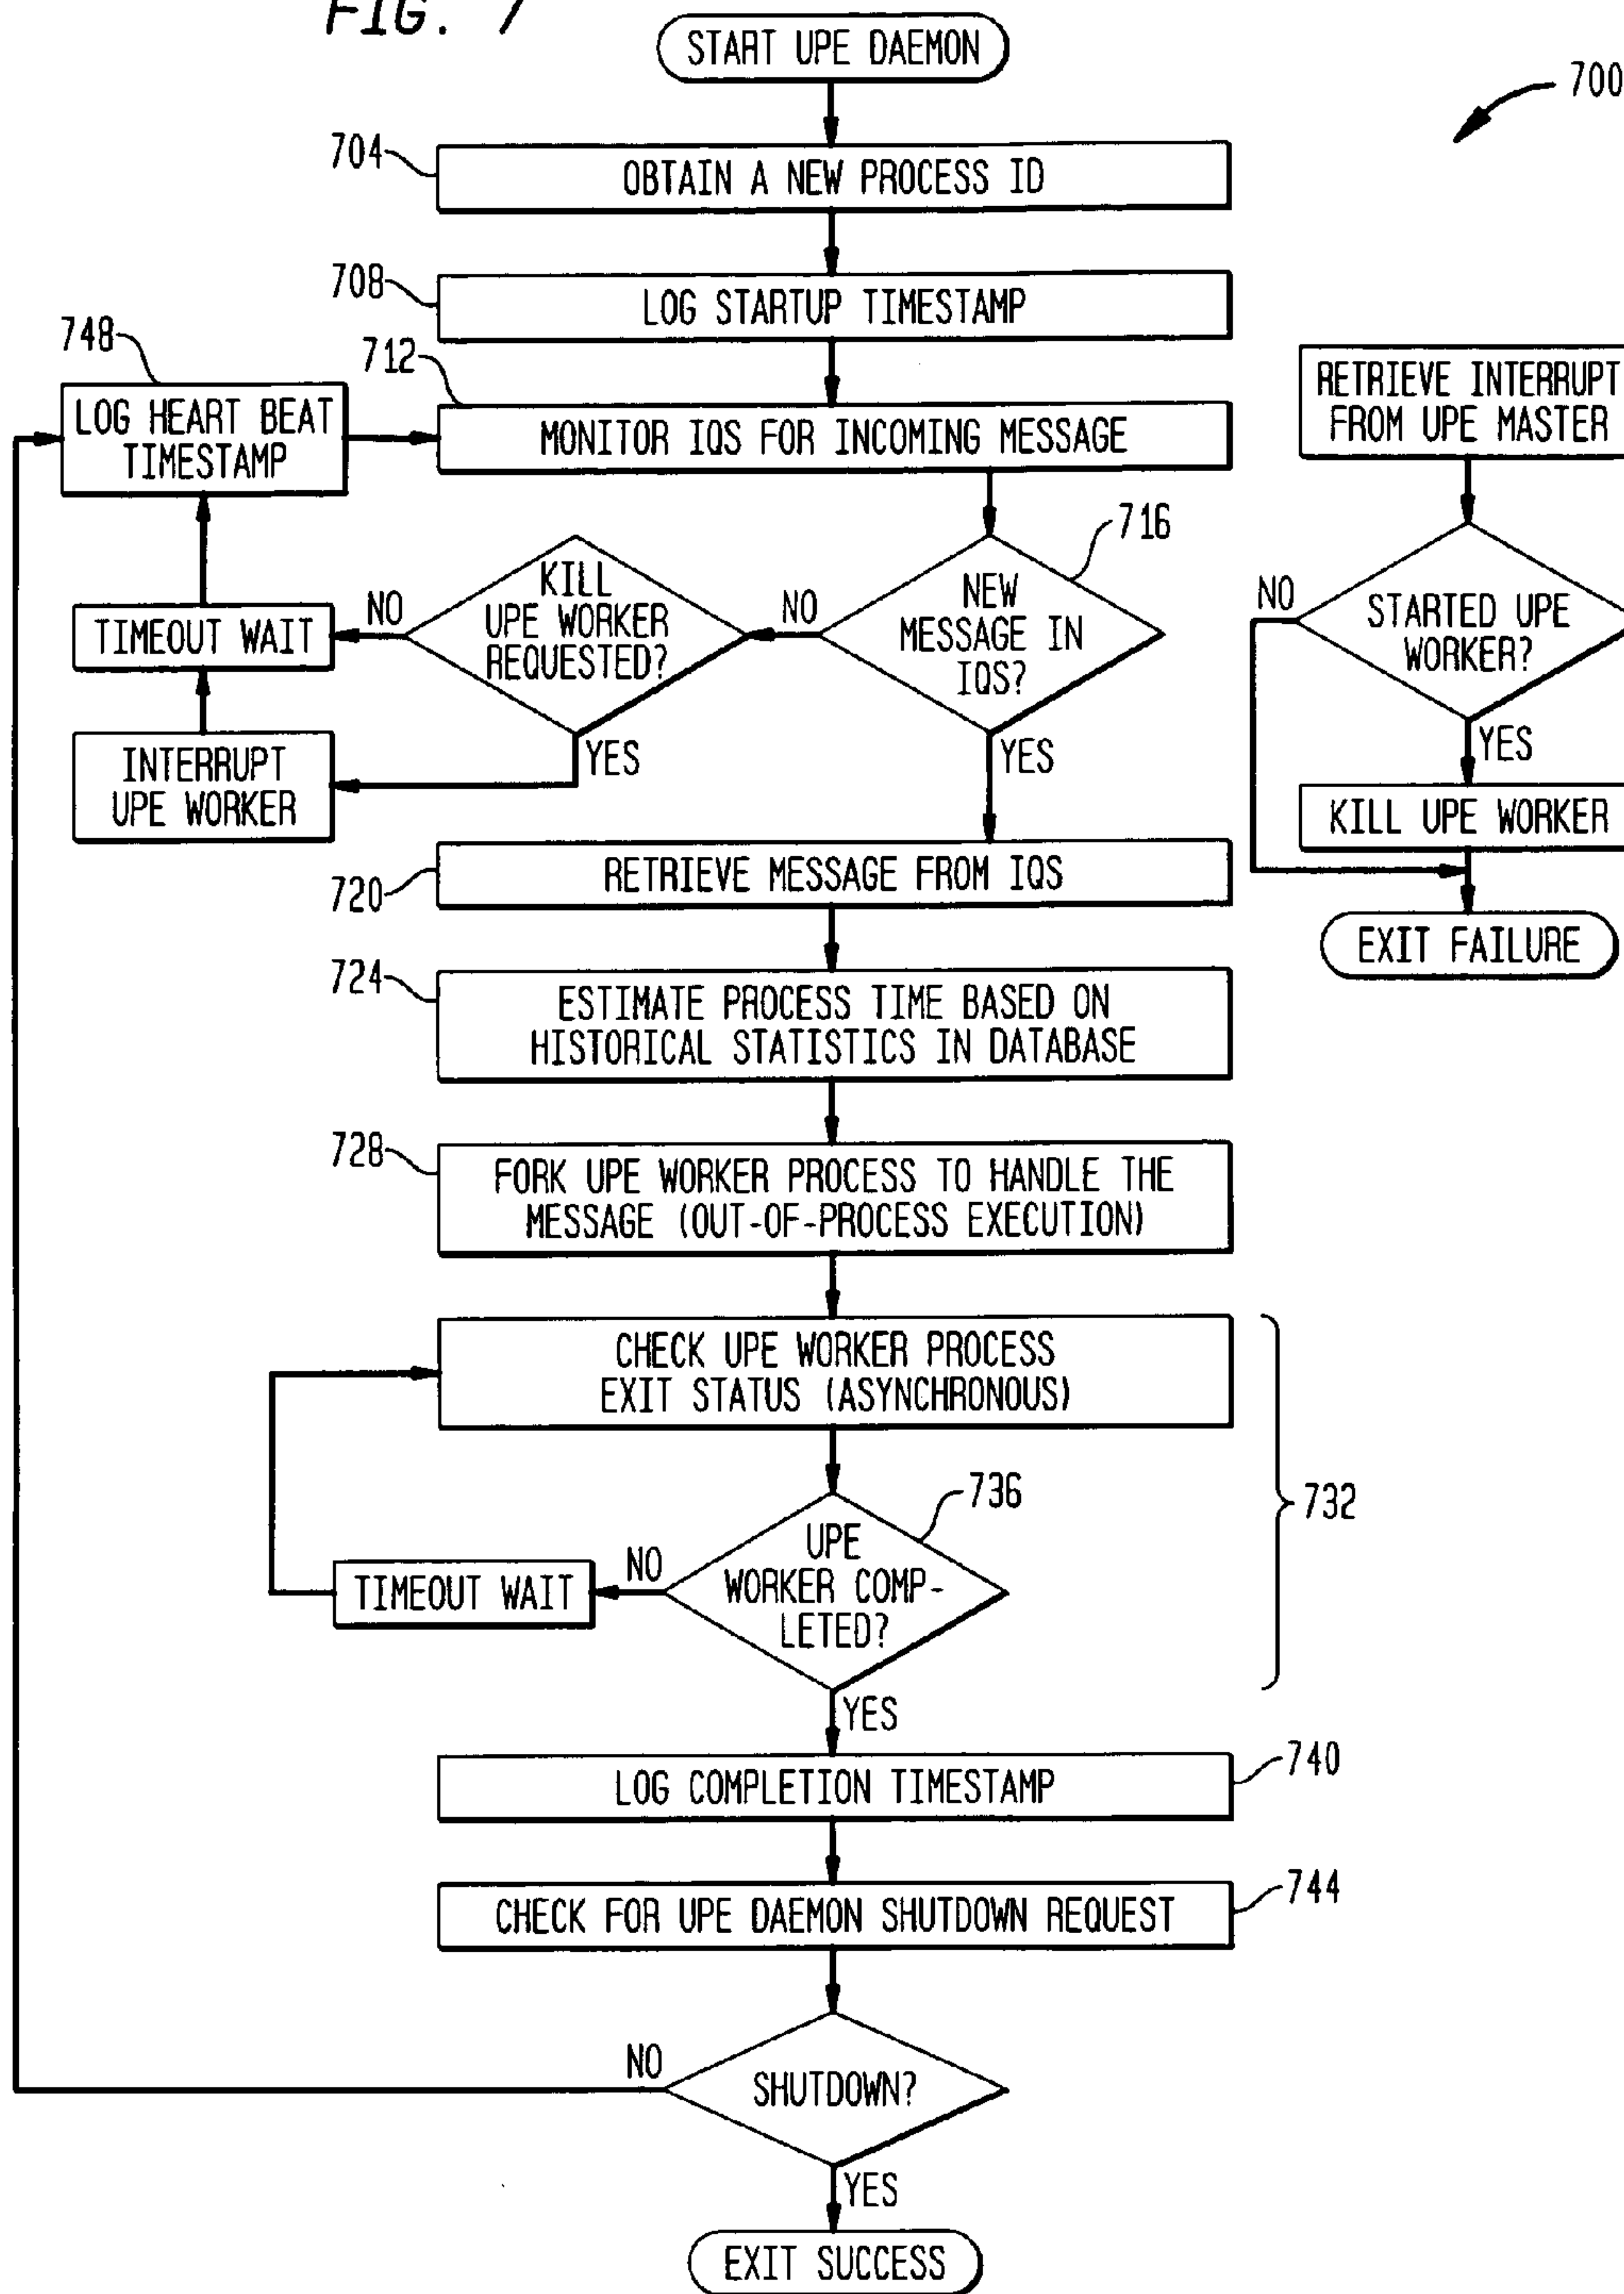 FIG. 7
START UPE DAEMON
700
704
OBTAIN A NEW PROCESS ID
708
LOG STARTUP TIMESTAMP
748
LOG HEART BEAT
TIMESTAMP
712
MONITOR IQS FOR INCOMING MESSAGE
716
NEW
MESSAGE IN
IQS?
NO
YES
KILL
UPE WORKER
REQUESTED?
NO
YES
TIMEOUT WAIT
INTERRUPT
UPE WORKER
RETRIEVE INTERRUPT
FROM UPE MASTER
STARTED UPE
WORKER?
NO
YES
KILL UPE WORKER
EXIT FAILURE
720
RETRIEVE MESSAGE FROM IQS
724
ESTIMATE PROCESS TIME BASED ON
HISTORICAL STATISTICS IN DATABASE
728
FORK UPE WORKER PROCESS TO HANDLE THE
MESSAGE (OUT-OF-PROCESS EXECUTION)
CHECK UPE WORKER PROCESS
EXIT STATUS (ASYNCHRONOUS)
732
736
UPE
WORKER COMP-
LETED?
NO
TIMEOUT WAIT
YES
LOG COMPLETION TIMESTAMP
740
CHECK FOR UPE DAEMON SHUTDOWN REQUEST
744
SHUTDOWN?
NO
YES
EXIT SUCCESS